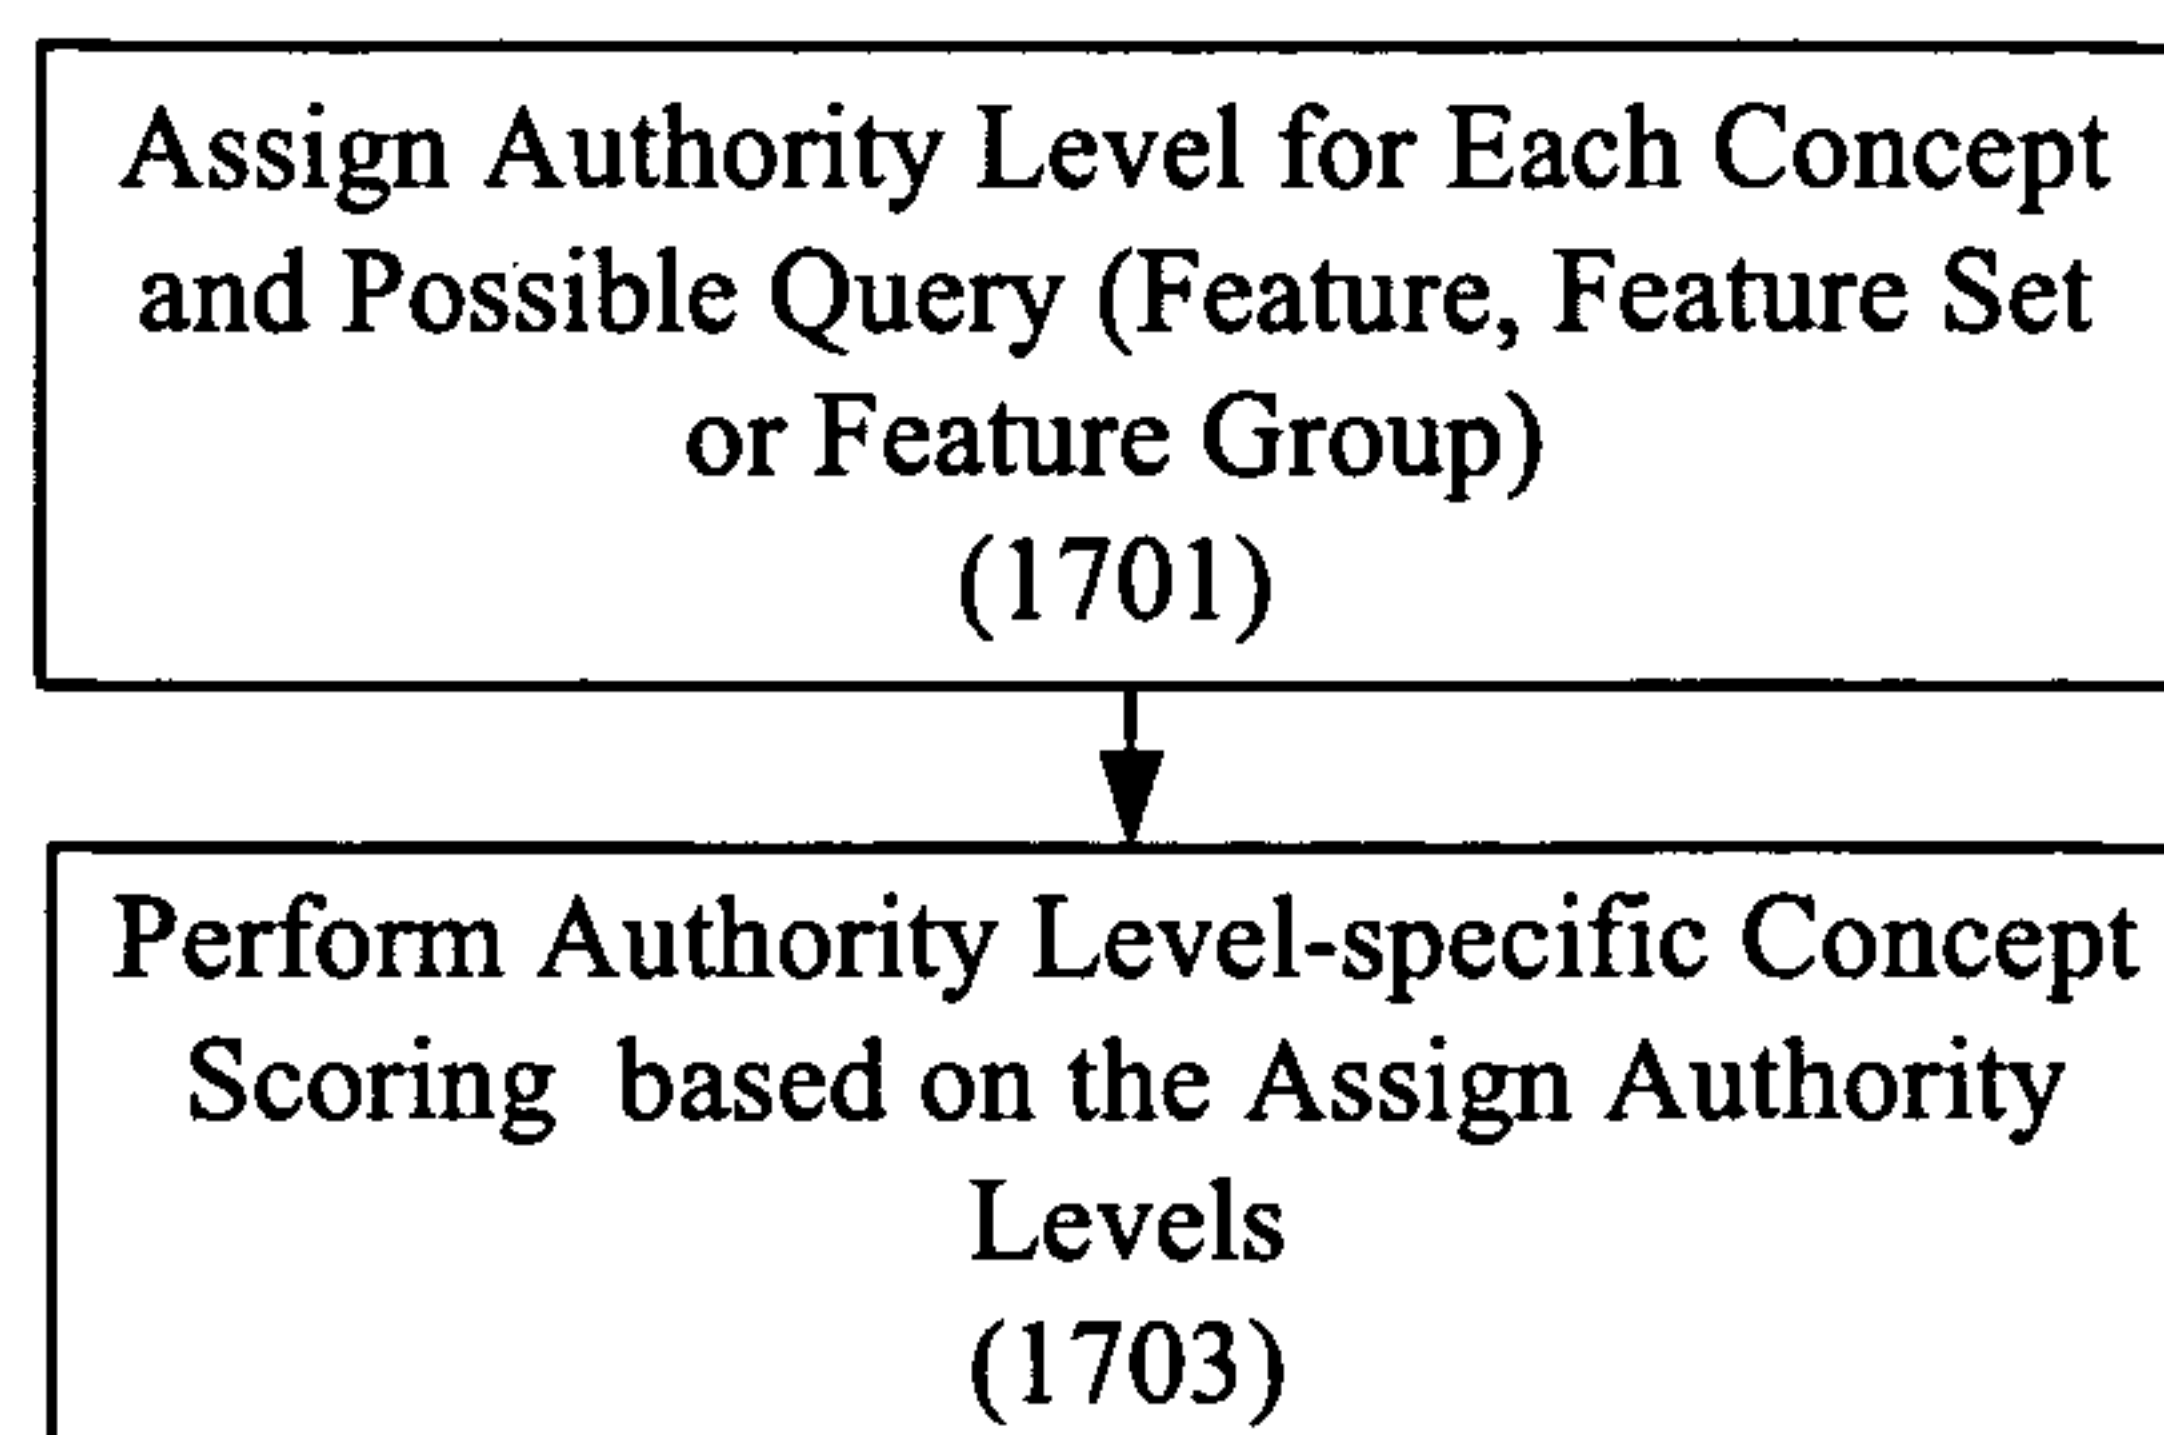 Assign Authority Level for Each Concept
and Possible Query (Feature, Feature Set
or Feature Group)
(1701)
Perform Authority Level-specific Concept
Scoring based on the Assign Authority
Levels
(1703)